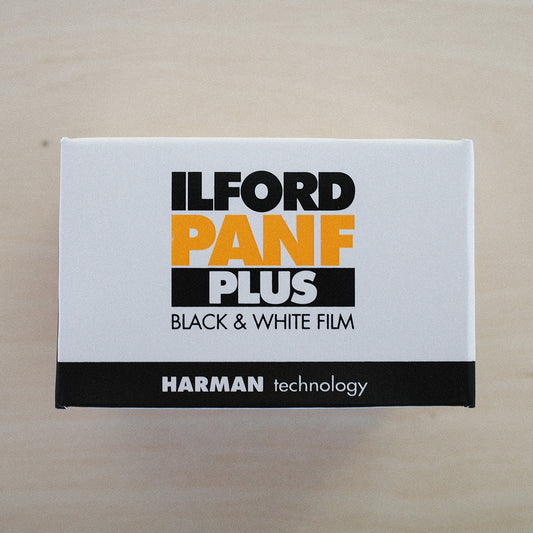 ILFORD
PANF
PLUS
BLACK & WHITE FILM
HARMAN technology